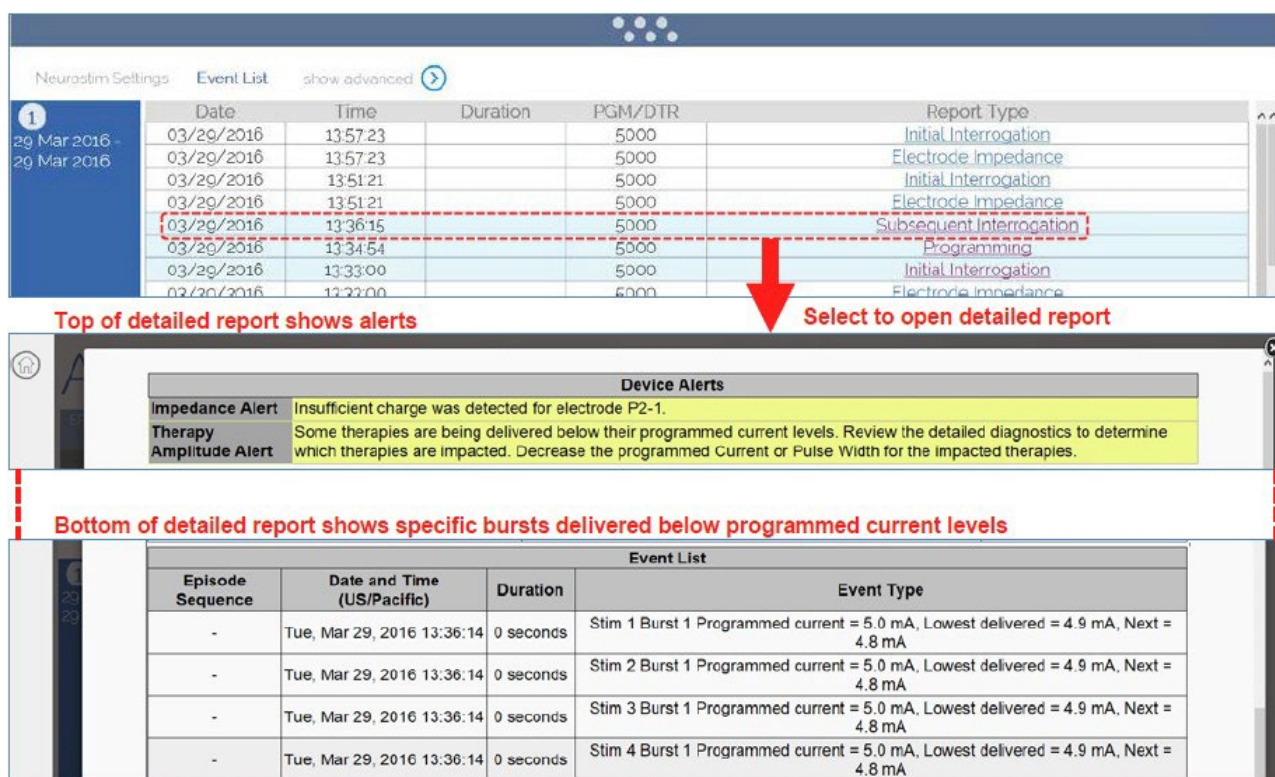 Neurostim Settings Event List show advanced
1
29 Mar 2016 -
29 Mar 2016
Date Time Duration PGM/DTR Report Type
03/29/2016 13:57:23 5000 Initial Interrogation
03/29/2016 13:57:23 5000 Electrode Impedance
03/29/2016 13:51:21 5000 Initial Interrogation
03/29/2016 13:51:21 5000 Electrode Impedance
03/29/2016 13:36:15 5000 Subsequent Interrogation
03/29/2016 13:34:54 5000 Programming
03/29/2016 13:33:00 5000 Initial Interrogation
03/29/2016 13:33:00 5000 Electrode Impedance
Top of detailed report shows alerts
Select to open detailed report
Device Alerts
Impedance Alert Insufficient charge was detected for electrode P2-1.
Therapy Amplitude Alert Some therapies are being delivered below their programmed current levels. Review the detailed diagnostics to determine
which therapies are impacted. Decrease the programmed Current or Pulse Width for the impacted therapies.
Bottom of detailed report shows specific bursts delivered below programmed current levels
Event List
Episode Sequence Date and Time (US/Pacific) Duration Event Type
- Tue, Mar 29, 2016 13:36:14 0 seconds Stim 1 Burst 1 Programmed current = 5.0 mA, Lowest delivered = 4.9 mA, Next =
4.8 mA
- Tue, Mar 29, 2016 13:36:14 0 seconds Stim 2 Burst 1 Programmed current = 5.0 mA, Lowest delivered = 4.9 mA, Next =
4.8 mA
- Tue, Mar 29, 2016 13:36:14 0 seconds Stim 3 Burst 1 Programmed current = 5.0 mA, Lowest delivered = 4.9 mA, Next =
4.8 mA
- Tue, Mar 29, 2016 13:36:14 0 seconds Stim 4 Burst 1 Programmed current = 5.0 mA, Lowest delivered = 4.9 mA, Next =
4.8 mA